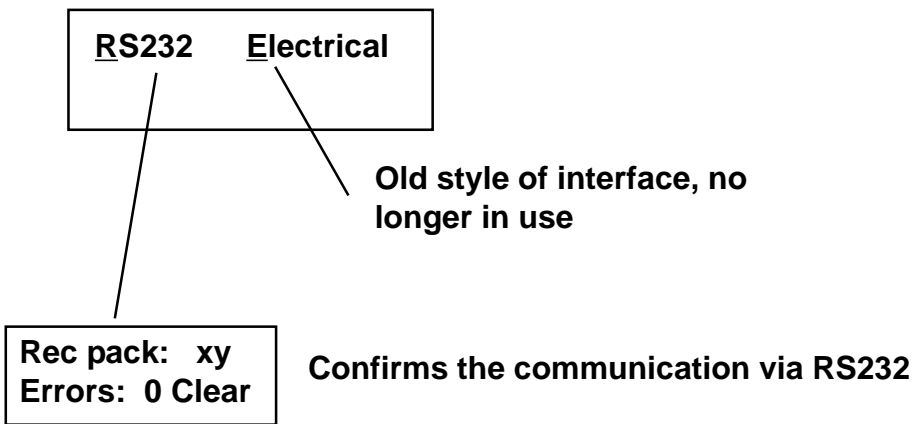 RS232 Electrical
Old style of interface, no
longer in use
Rec pack: xy
Errors: 0 Clear
Confirms the communication via RS232